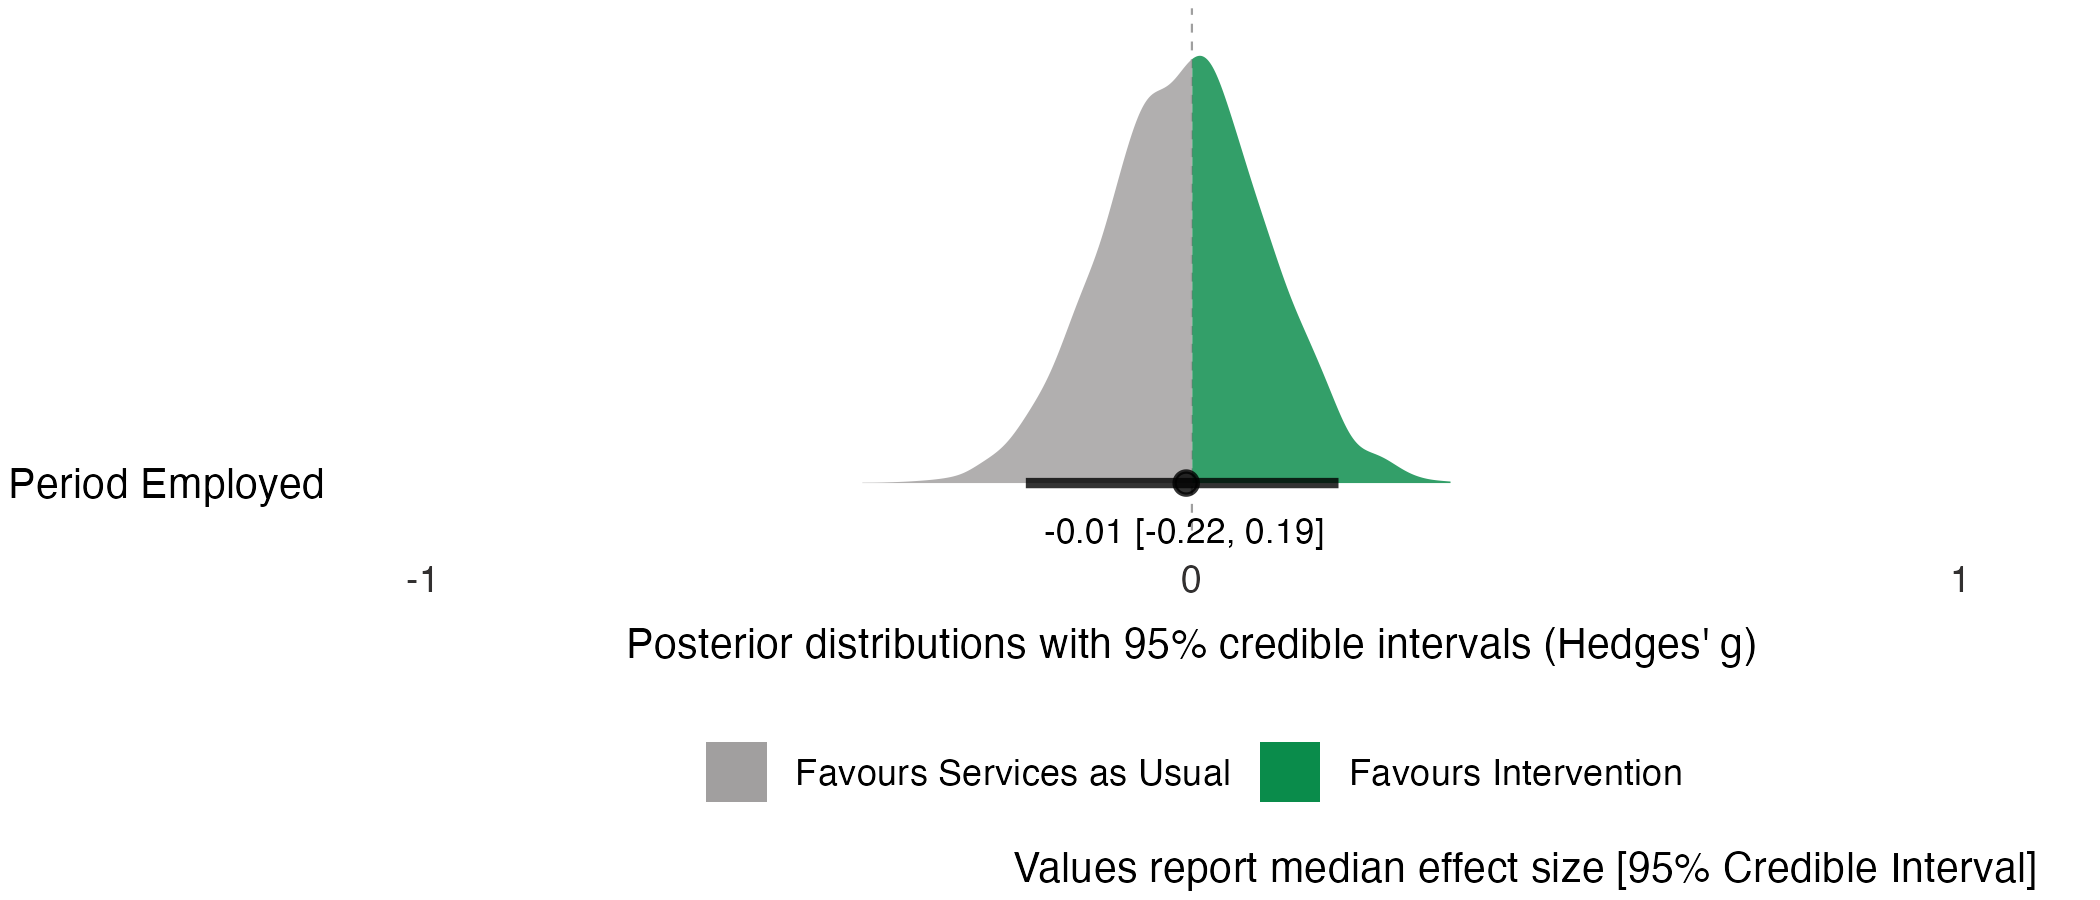 Period Employed
-0.01 [-0.22, 0.19]
-1 0 1
Posterior distributions with 95% credible intervals (Hedges' g)
Favours Services as Usual Favours Intervention
Values report median effect size [95% Credible Interval]